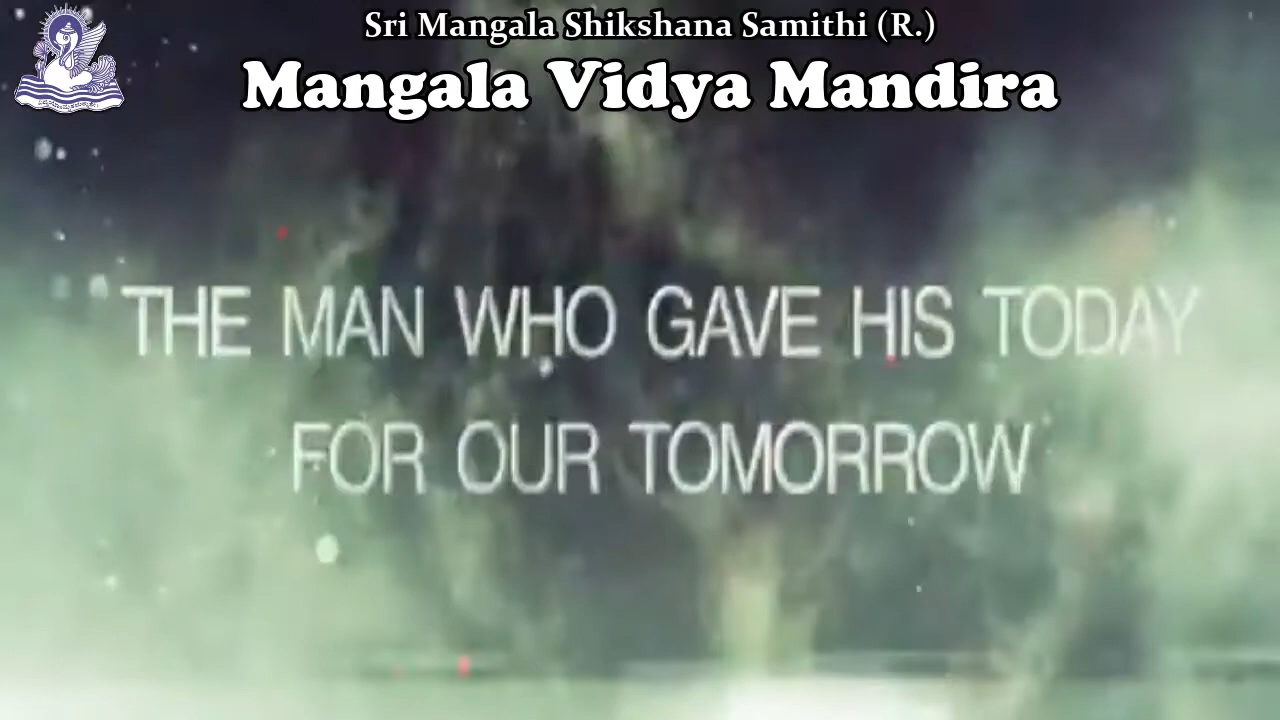 Sri Mangala Shikshana Samithi (R.)
Mangala Vidya Mandira
THE MAN WHO GAVE HIS TODAY
FOR OUR TOMORROW